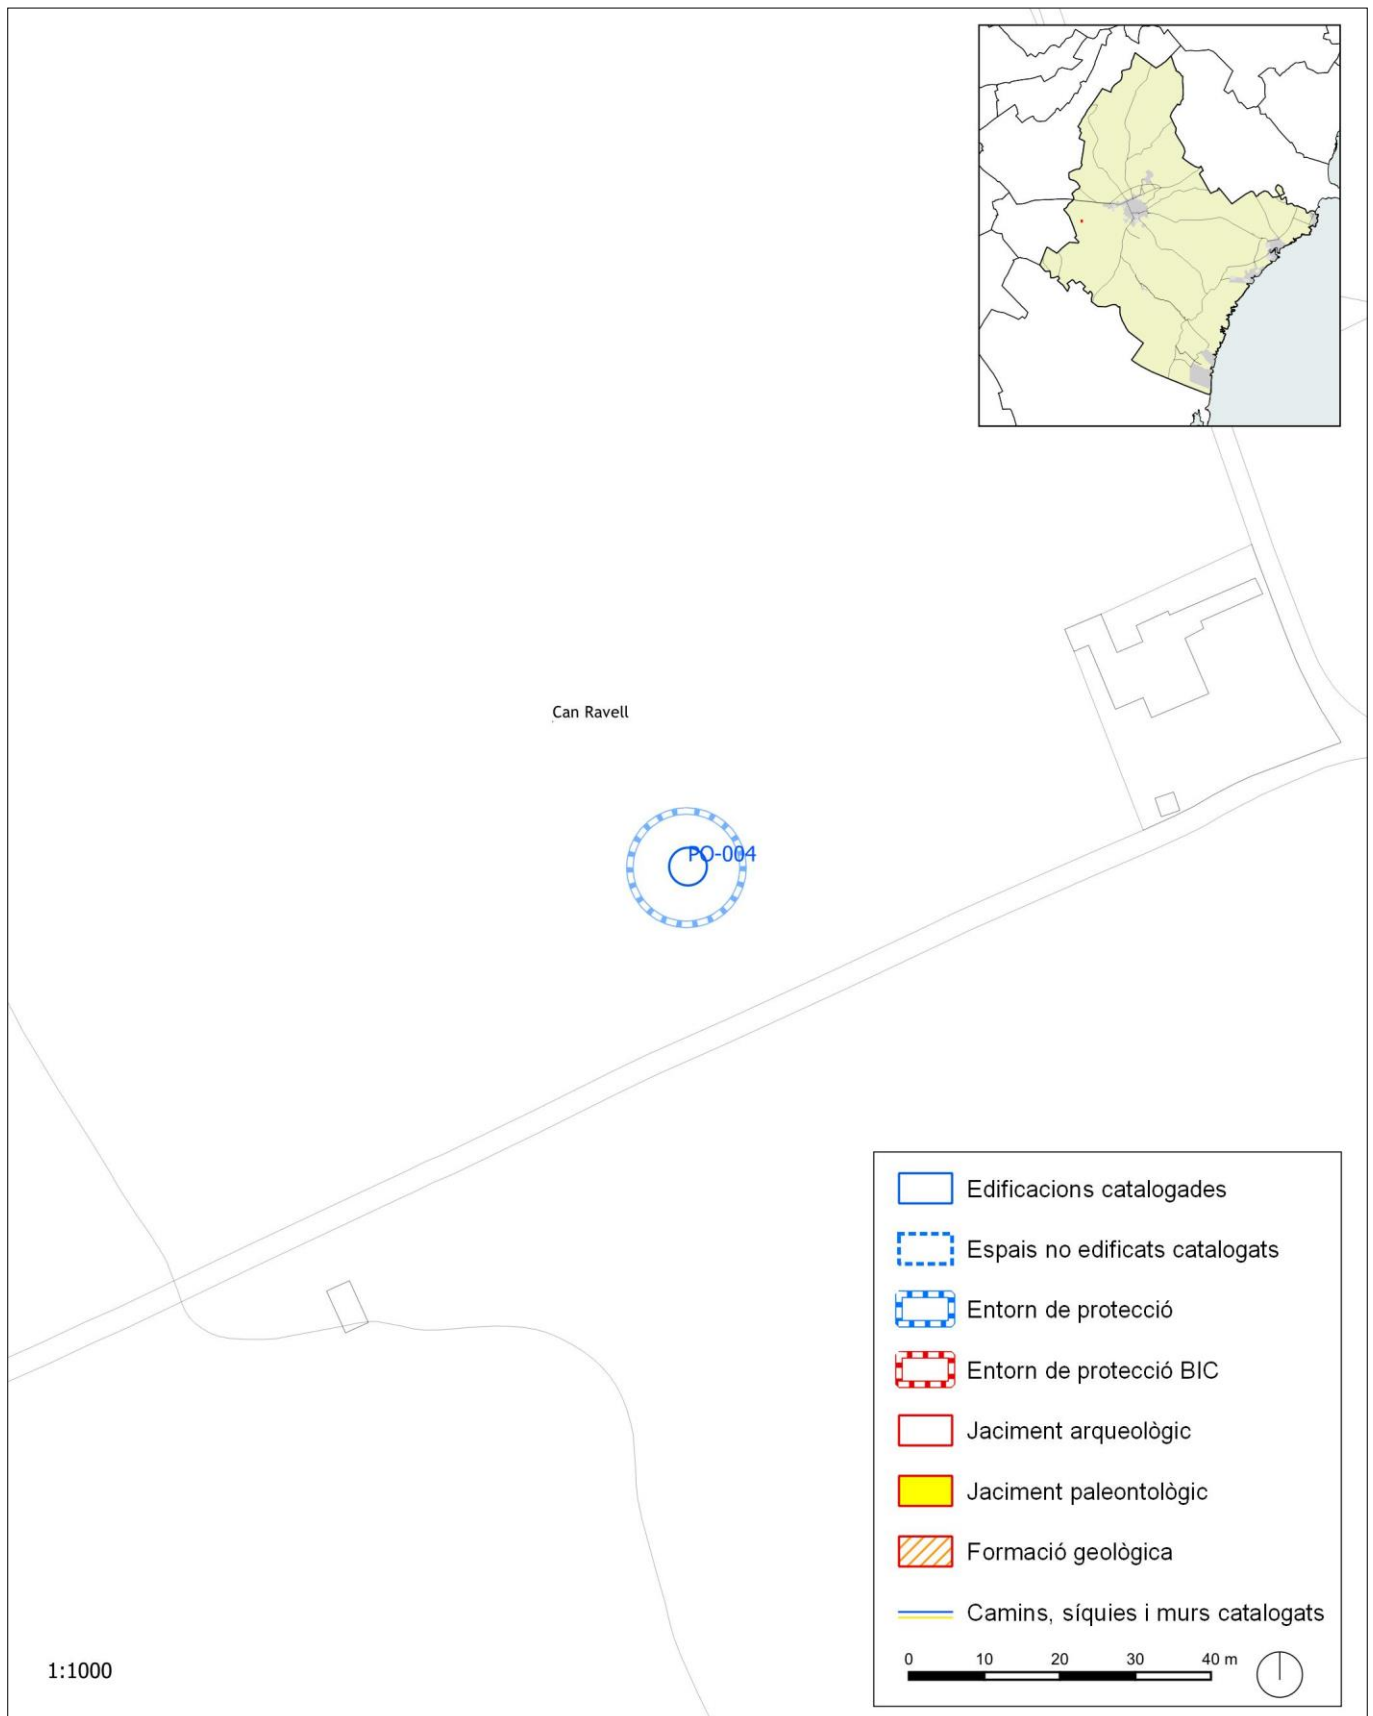 Can Ravell
PO-004
Edificacions catalogades
Espais no edificats catalogats
Entorn de protecció
Entorn de protecció BIC
Jaciment arqueològic
Jaciment paleontològic
Formació geològica
Camins, síquies i murs catalogats
0 10 20 30 40 m
1:1000